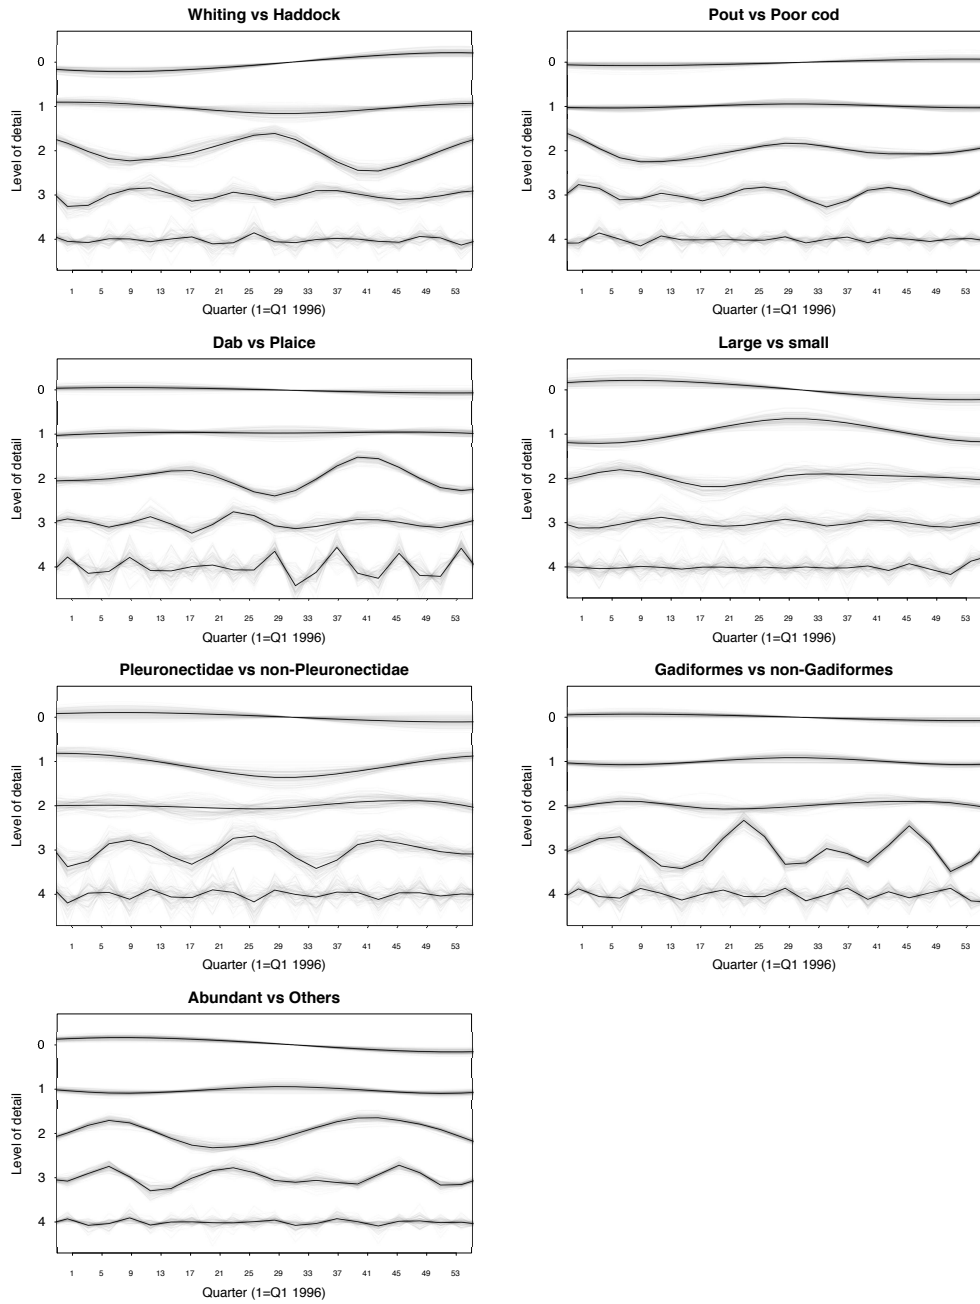 Whiting vs Haddock
Level of detail
0
1
2
3
4
1 5 9 13 17 21 25 29 33 37 41 45 49 53
Quarter (1=Q1 1996)
Pout vs Poor cod
Level of detail
0
1
2
3
4
1 5 9 13 17 21 25 29 33 37 41 45 49 53
Quarter (1=Q1 1996)
Dab vs Plaice
Level of detail
0
1
2
3
4
1 5 9 13 17 21 25 29 33 37 41 45 49 53
Quarter (1=Q1 1996)
Large vs small
Level of detail
0
1
2
3
4
1 5 9 13 17 21 25 29 33 37 41 45 49 53
Quarter (1=Q1 1996)
Pleuronectidae vs non-Pleuronectidae
Level of detail
0
1
2
3
4
1 5 9 13 17 21 25 29 33 37 41 45 49 53
Quarter (1=Q1 1996)
Gadiformes vs non-Gadiformes
Level of detail
0
1
2
3
4
1 5 9 13 17 21 25 29 33 37 41 45 49 53
Quarter (1=Q1 1996)
Abundant vs Others
Level of detail
0
1
2
3
4
1 5 9 13 17 21 25 29 33 37 41 45 49 53
Quarter (1=Q1 1996)